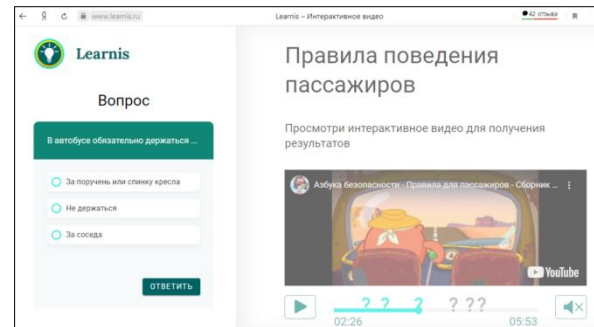 www.learnis.ru
Learnis – Интерактивное видео
42 отзыва
Learnis
Вопрос
В автобусе обязательно держаться ...
За поручень или спинку кресла
Не держаться
За соседа
ОТВЕТИТЬ
Правила поведения
пассажиров
Просмотри интерактивное видео для получения
результатов
Азбука безопасности - Правила для пассажиров - Сборник ...
YouTube
? ? ? ? ? ?
02:26
05:53